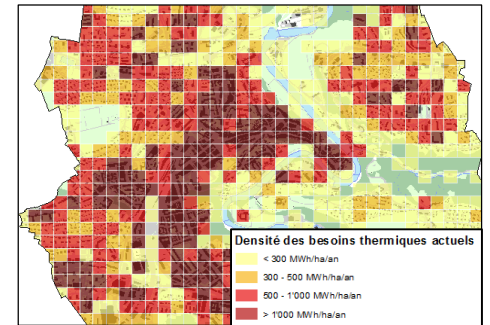 Densité des besoins thermiques actuels
< 300 MWh/ha/an
300 - 500 MWh/ha/an
500 - 1'000 MWh/ha/an
> 1'000 MWh/ha/an